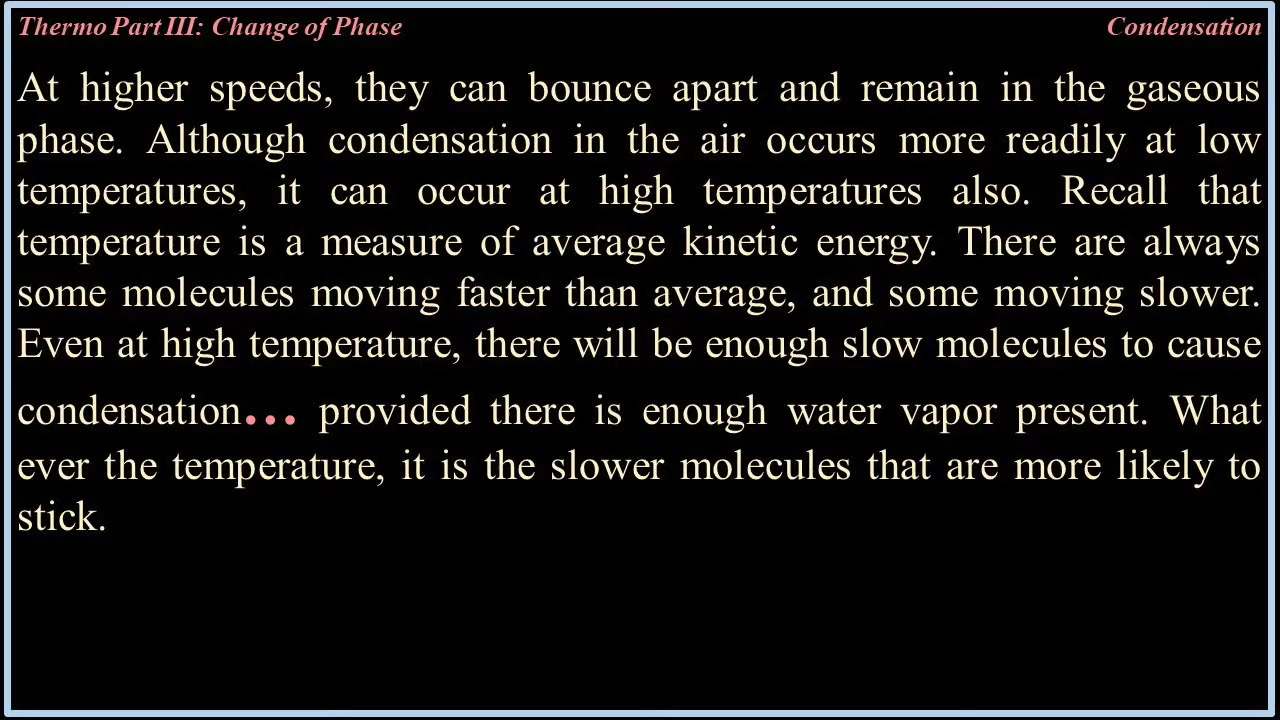 Thermo Part III: Change of Phase
Condensation
At higher speeds, they can bounce apart and remain in the gaseous
phase. Although condensation in the air occurs more readily at low
temperatures, it can occur at high temperatures also. Recall that
temperature is a measure of average kinetic energy. There are always
some molecules moving faster than average, and some moving slower.
Even at high temperature, there will be enough slow molecules to cause
condensation... provided there is enough water vapor present. What
ever the temperature, it is the slower molecules that are more likely to
stick.